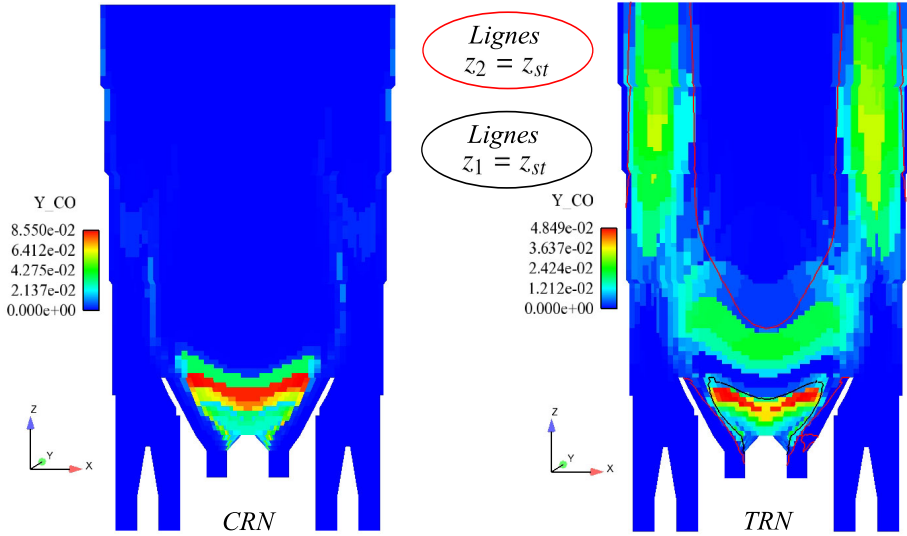 Lignes
z₂ = zₛₜ
Lignes
z₁ = zₛₜ
Y_CO
8.550e-02
6.412e-02
4.275e-02
2.137e-02
0.000e+00
Y_CO
4.849e-02
3.637e-02
2.424e-02
1.212e-02
0.000e+00
Z
Y
X
Z
Y
X
CRN
TRN